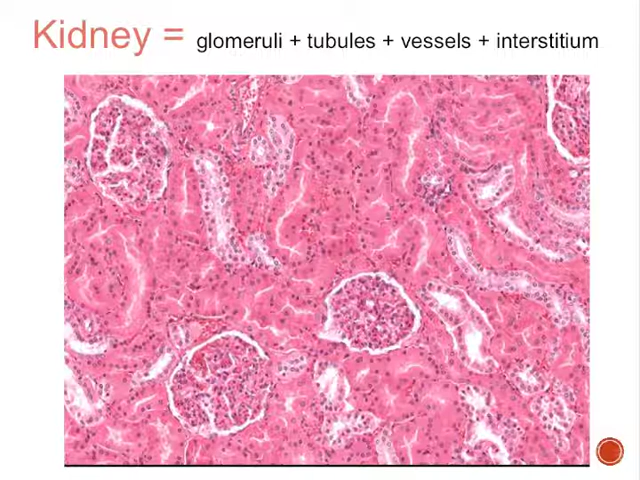 Kidney = glomeruli + tubules + vessels + interstitium